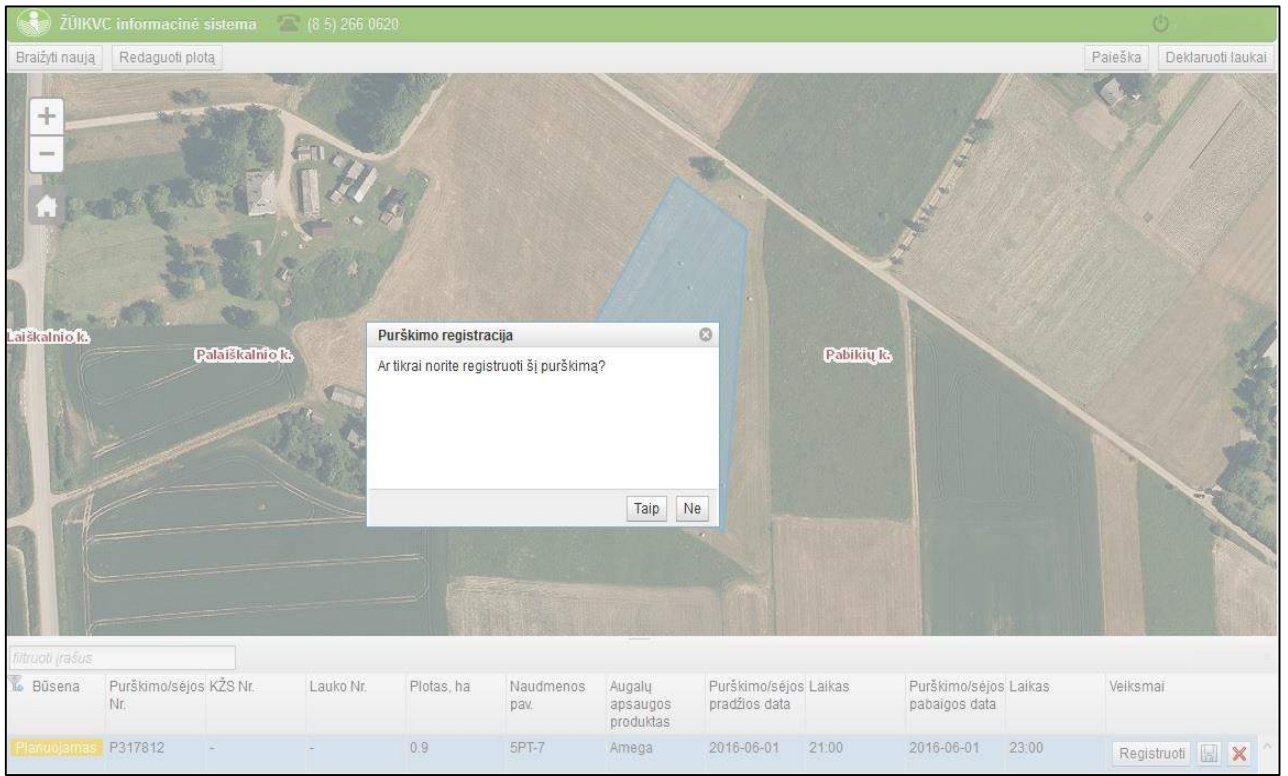 ŽŪIKVC informacinė sistema (8 5) 266 0620
Braižyti naują Redaguoti plotą Paieška Deklaruoti laukai
+
−
Laiškalnio k.
Palaiškalnio k.
Pabikių k.
Purškimo registracija
Ar tikrai norite registruoti šį purškimą?
Taip Ne
filtruoti įrašus
Būsena Purškimo/sėjos KŽS Nr. Lauko Nr. Plotas, ha Naudmenos Augalų Purškimo/sėjos Laikas Purškimo/sėjos Laikas Veiksmai
Nr. pav. apsaugos pradžios data pabaigos data
produktas
Planuojamas P317812 - - 0.9 5PT-7 Amega 2016-06-01 21:00 2016-06-01 23:00 Registruoti